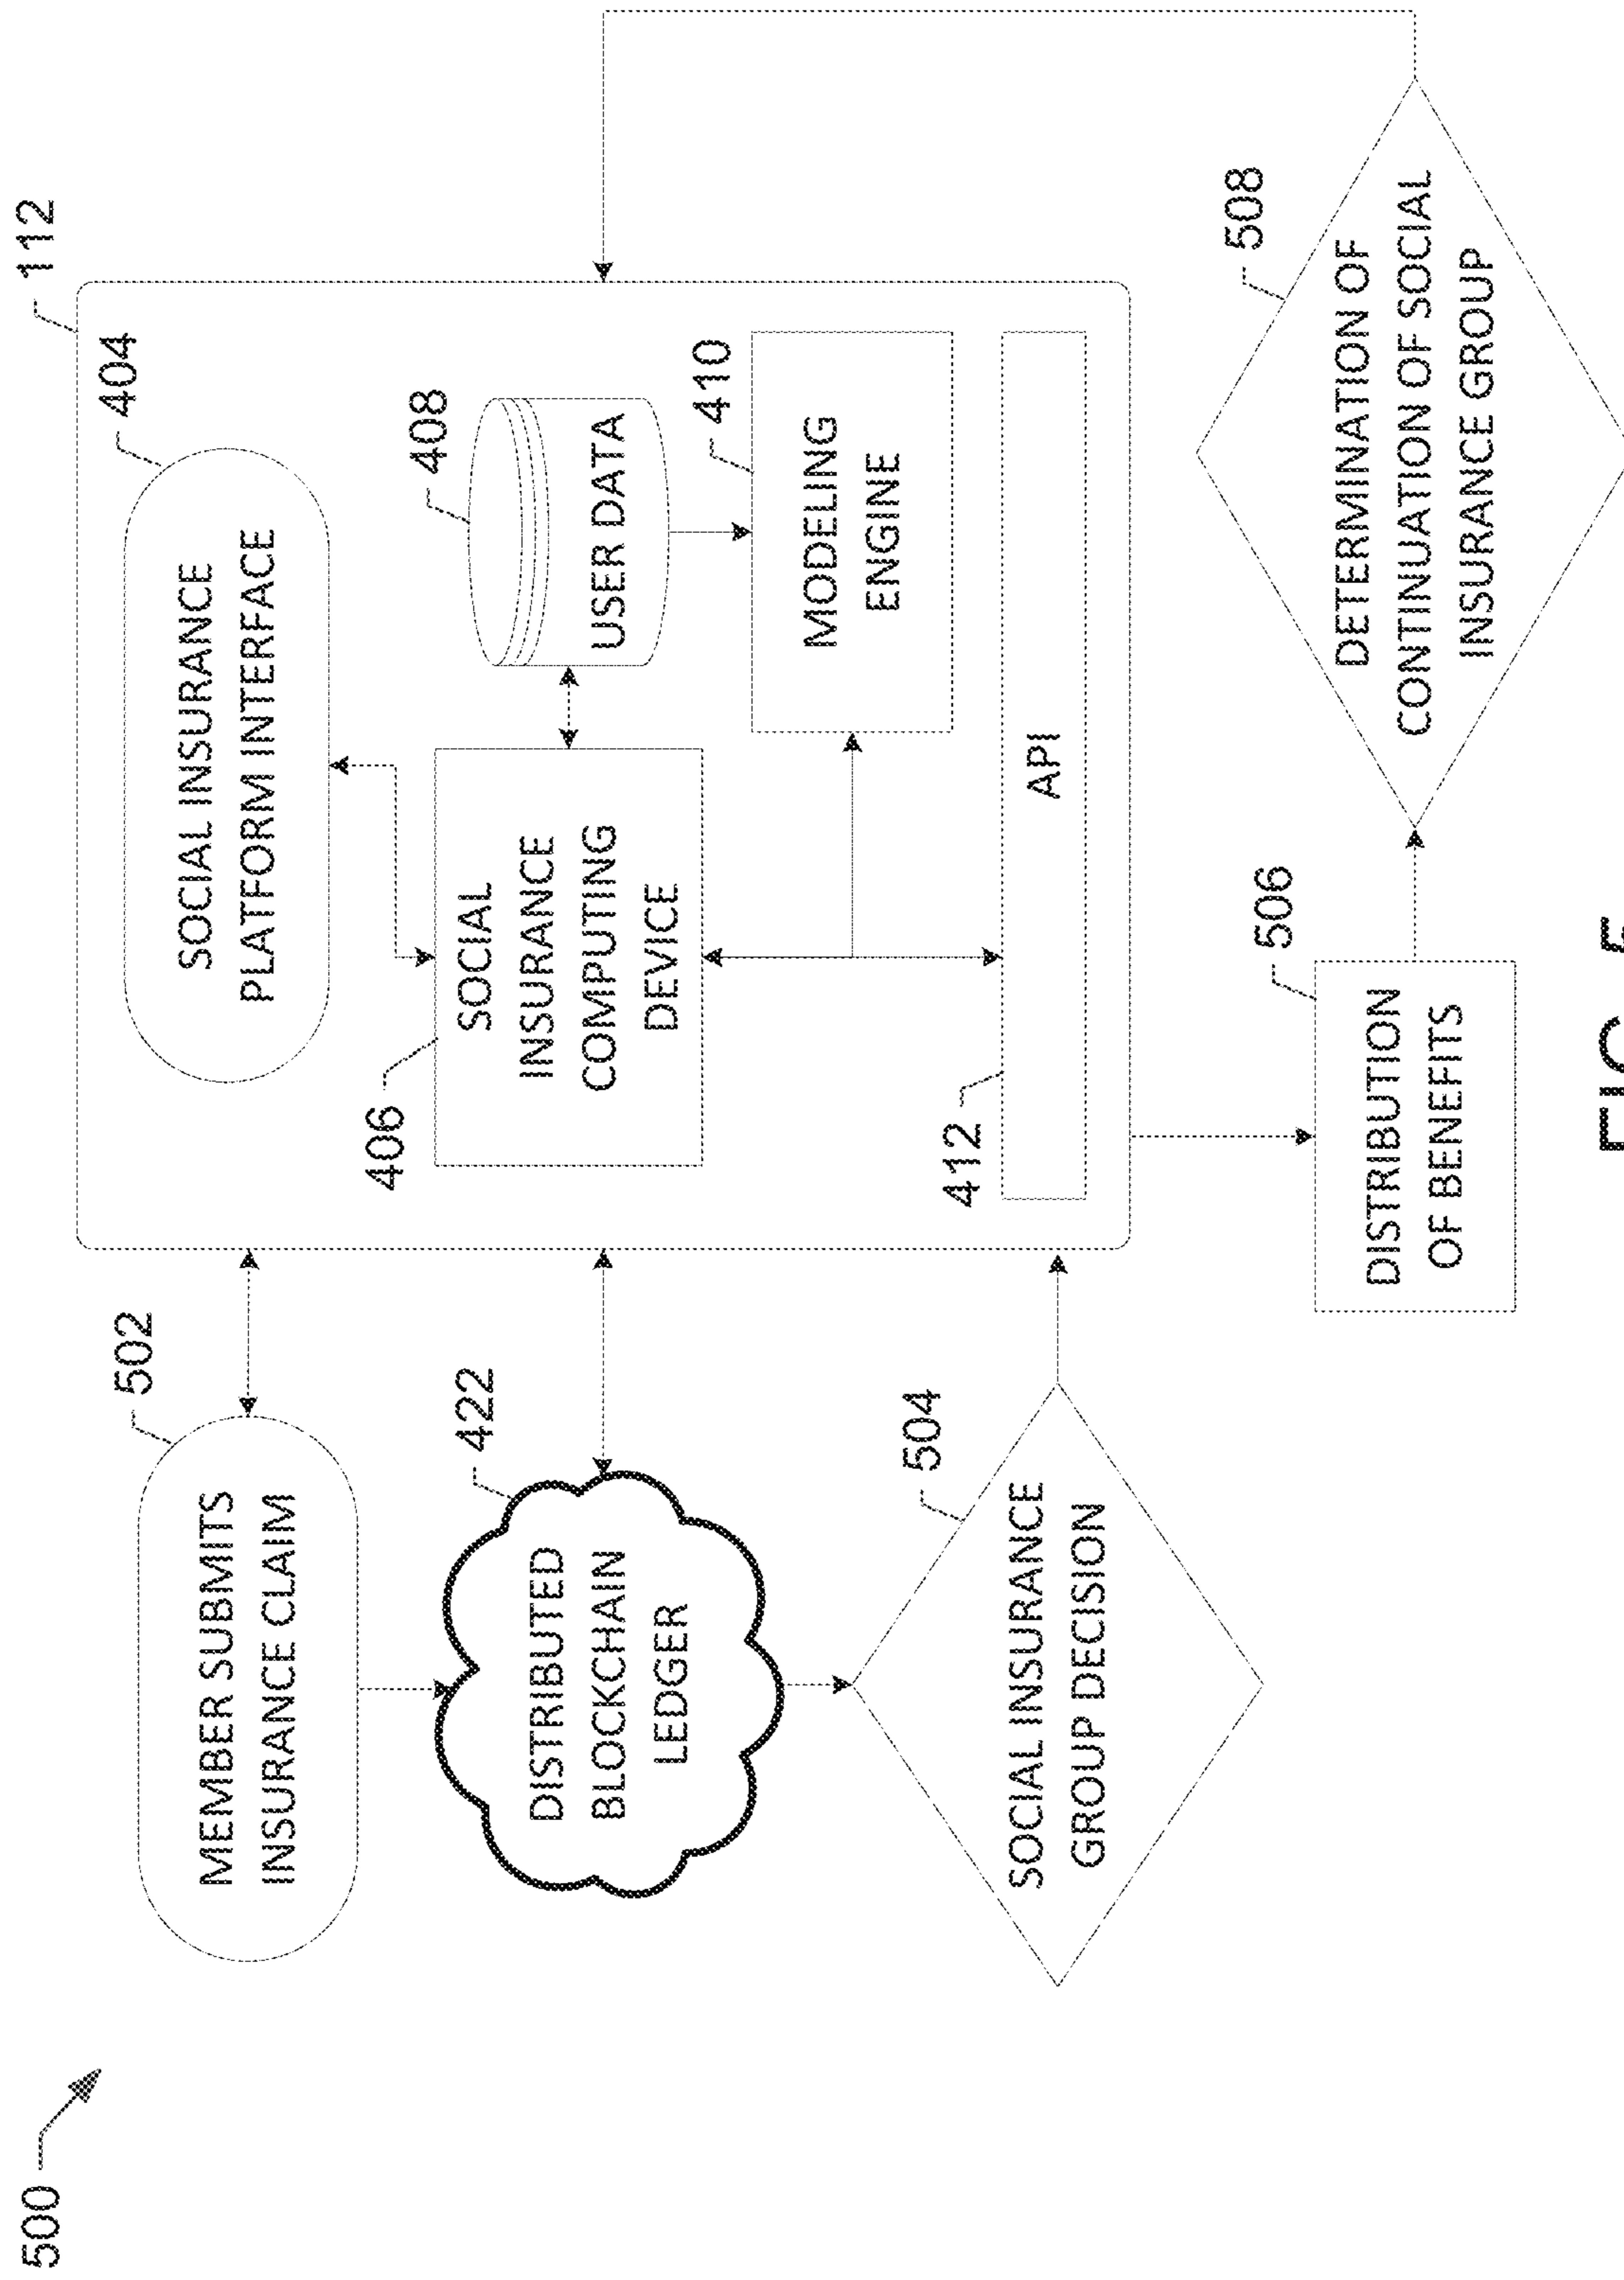 500
502
MEMBER SUBMITS
INSURANCE CLAIM
422
DISTRIBUTED
BLOCKCHAIN
LEDGER
504
SOCIAL INSURANCE
GROUP DECISION
112
404
SOCIAL INSURANCE
PLATFORM INTERFACE
406
SOCIAL
INSURANCE
COMPUTING
DEVICE
408
USER DATA
410
MODELING
ENGINE
412
API
506
DISTRIBUTION
OF BENEFITS
508
DETERMINATION OF
CONTINUATION OF SOCIAL
INSURANCE GROUP
FIG.